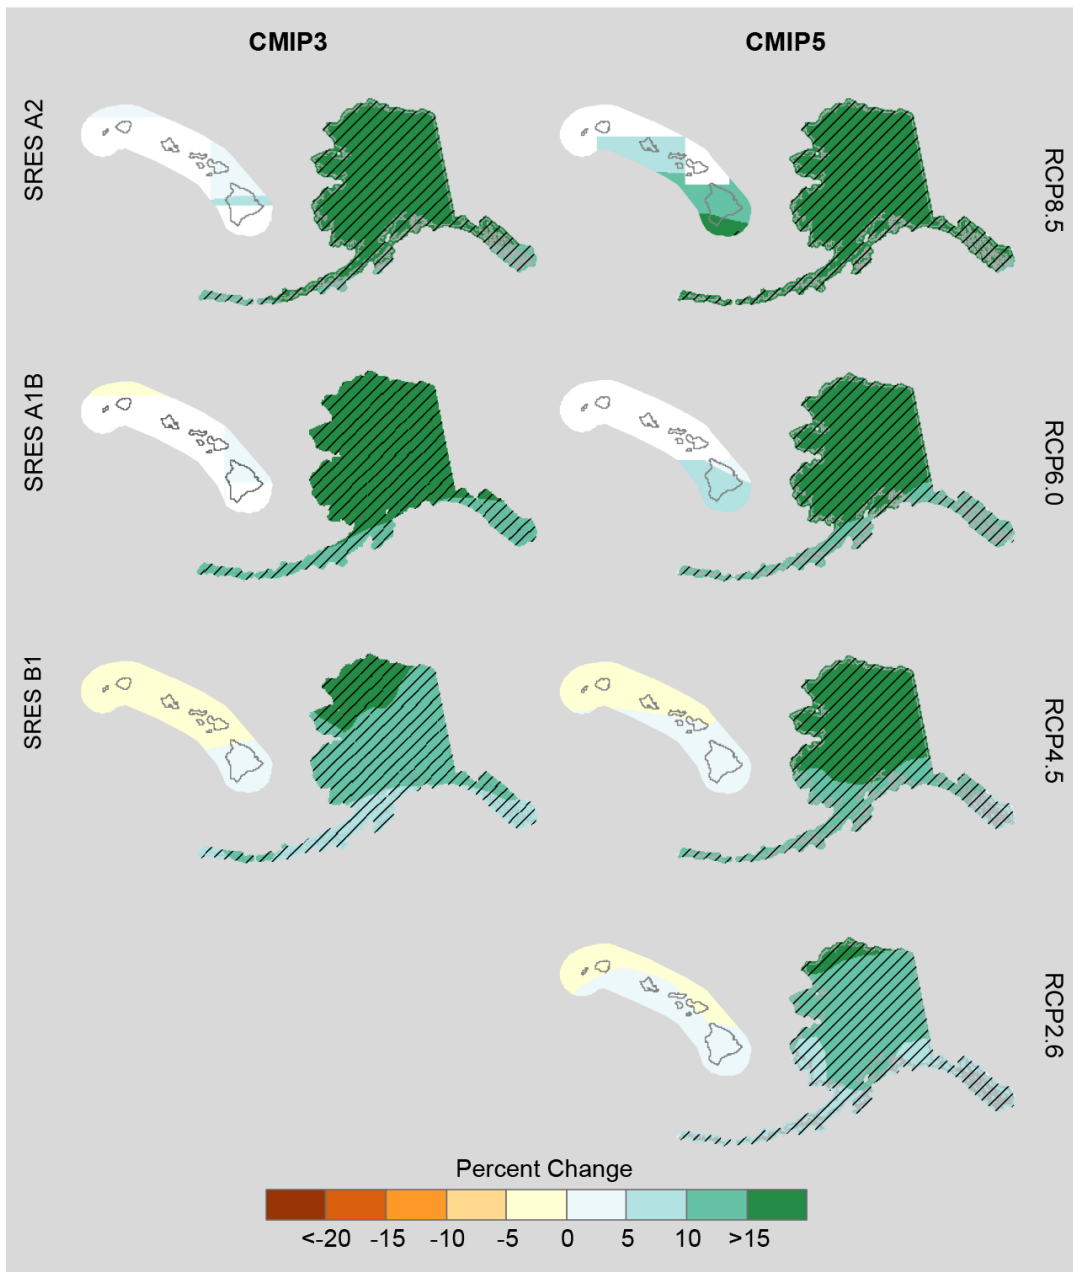 CMIP3 CMIP5
SRES A2
RCP8.5
SRES A1B
RCP6.0
SRES B1
RCP4.5
RCP2.6
Percent Change
<-20 -15 -10 -5 0 5 10 >15